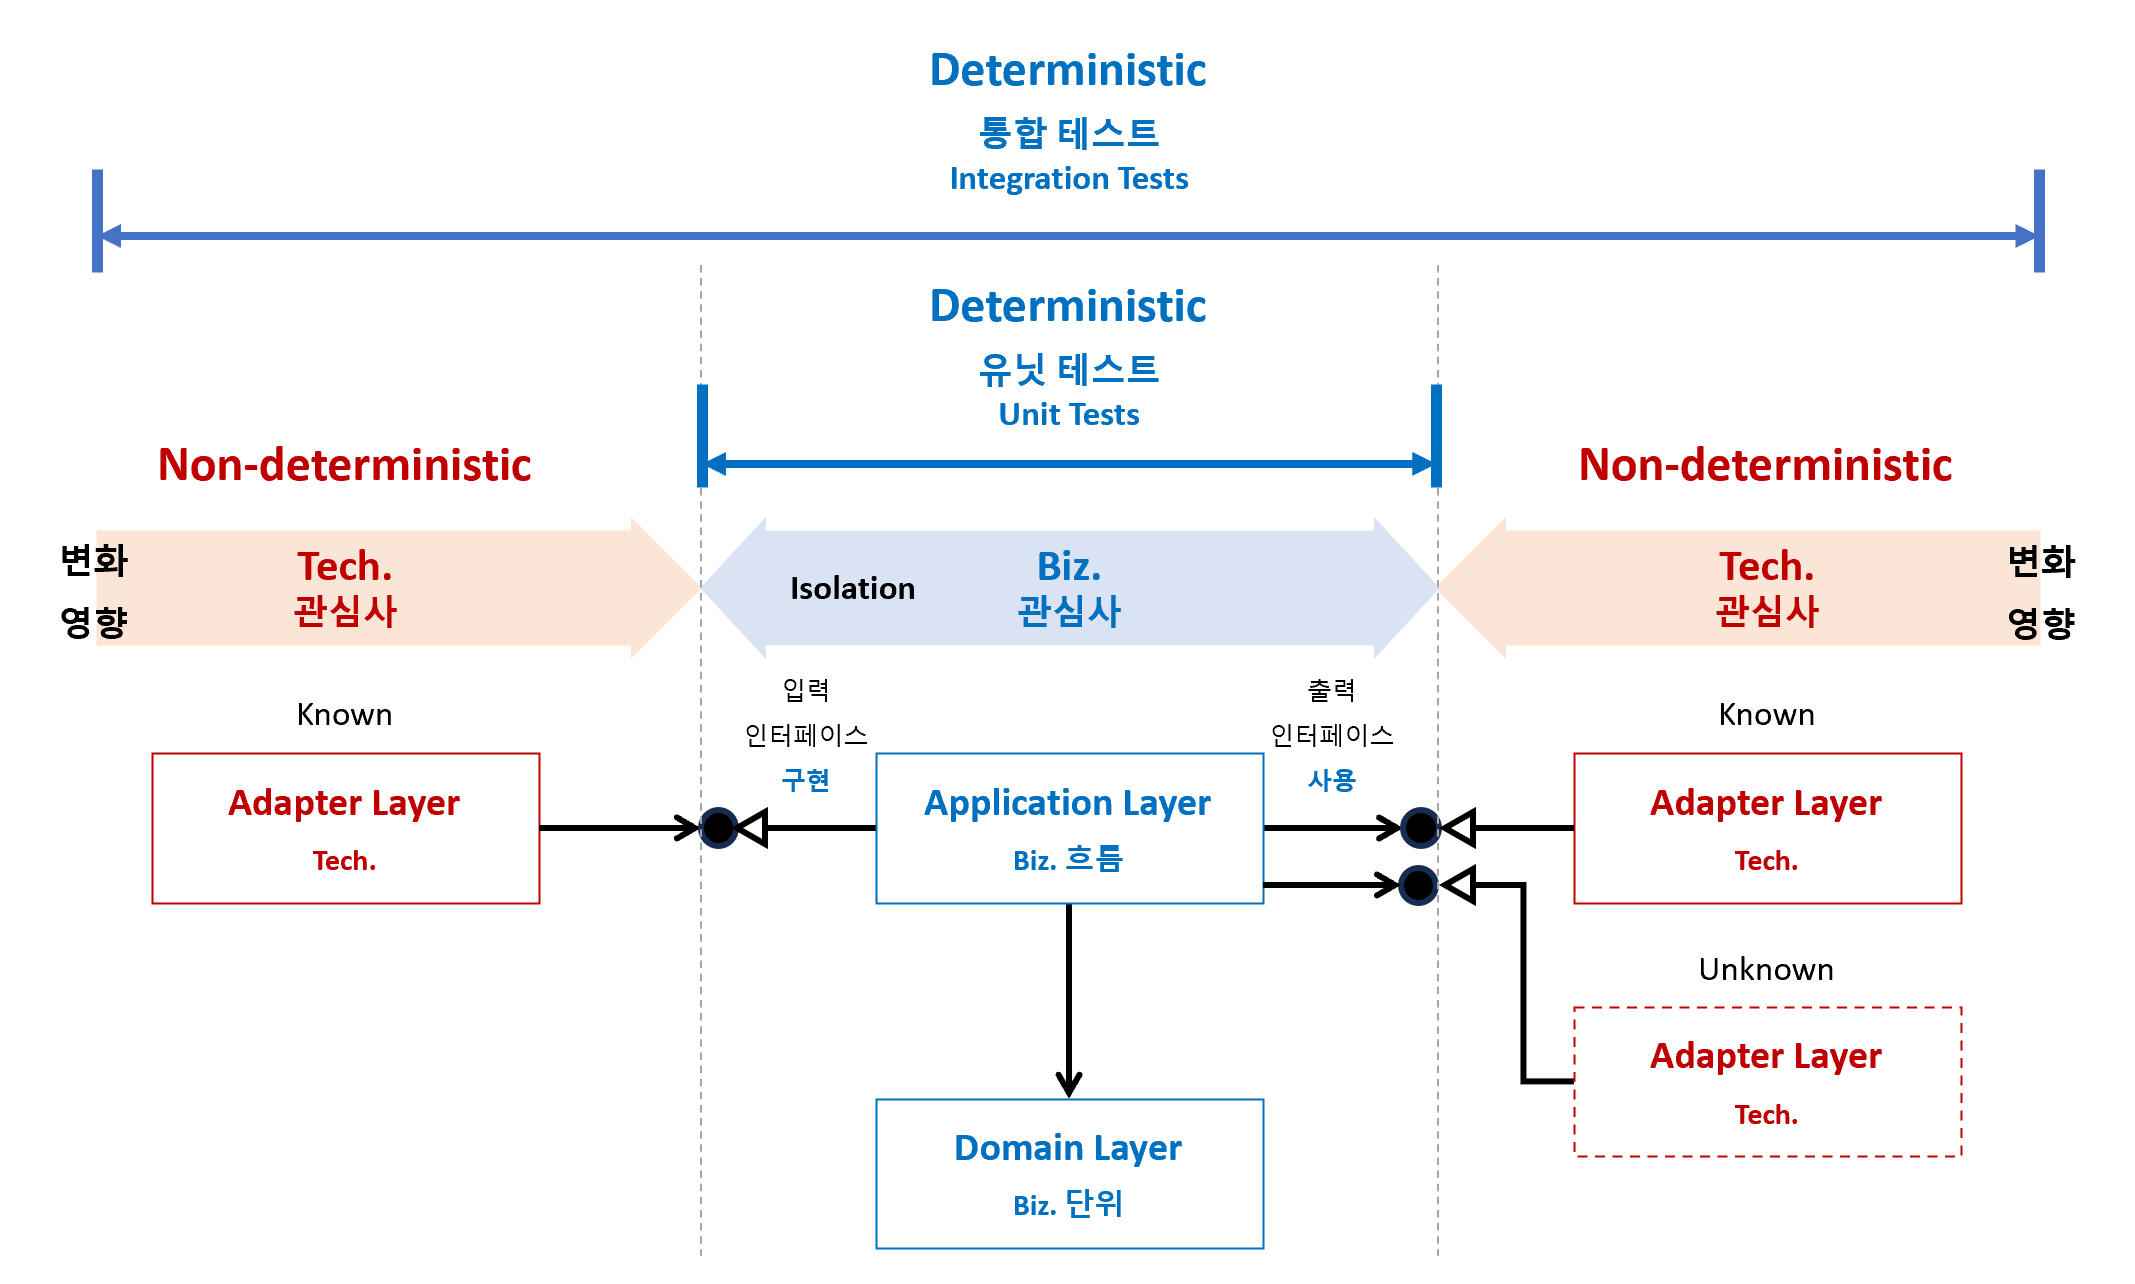 Deterministic
통합 테스트
Integration Tests
Deterministic
유닛 테스트
Unit Tests
Non-deterministic
Non-deterministic
변화
영향
Tech.
관심사
Isolation
Biz.
관심사
Tech.
관심사
변화
영향
Known
입력
인터페이스
구현
출력
인터페이스
사용
Known
Adapter Layer
Tech.
Application Layer
Biz. 흐름
Adapter Layer
Tech.
Unknown
Adapter Layer
Tech.
Domain Layer
Biz. 단위